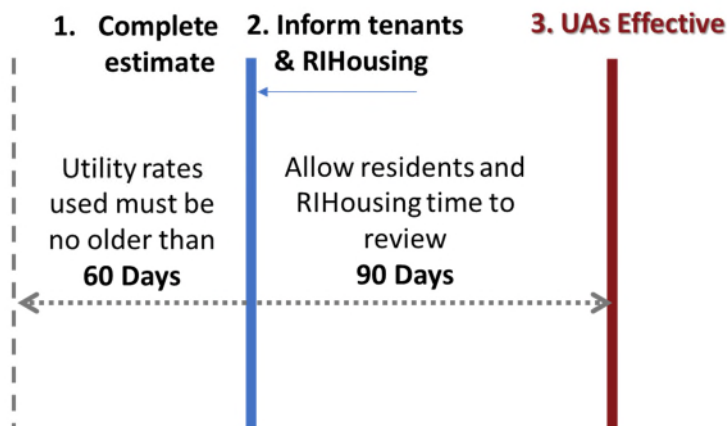 1. Complete
estimate
2. Inform tenants
& RIHousing
3. UAs Effective
Utility rates
used must be
no older than
60 Days
Allow residents and
RIHousing time to
review
90 Days